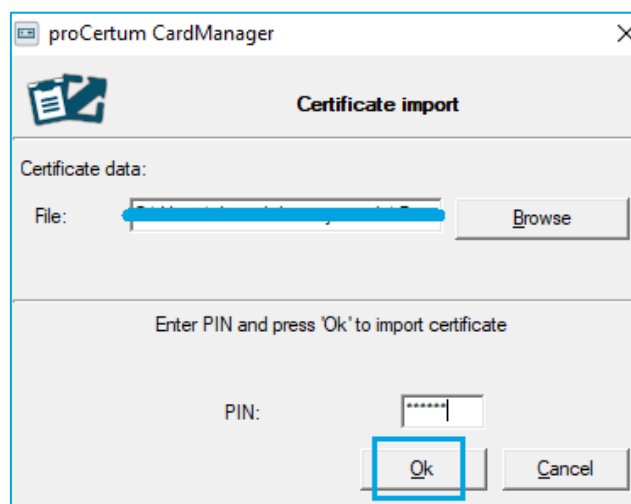 proCertum CardManager
Certificate import
Certificate data:
File:
Browse
Enter PIN and press 'Ok' to import certificate
PIN: ******
Ok Cancel